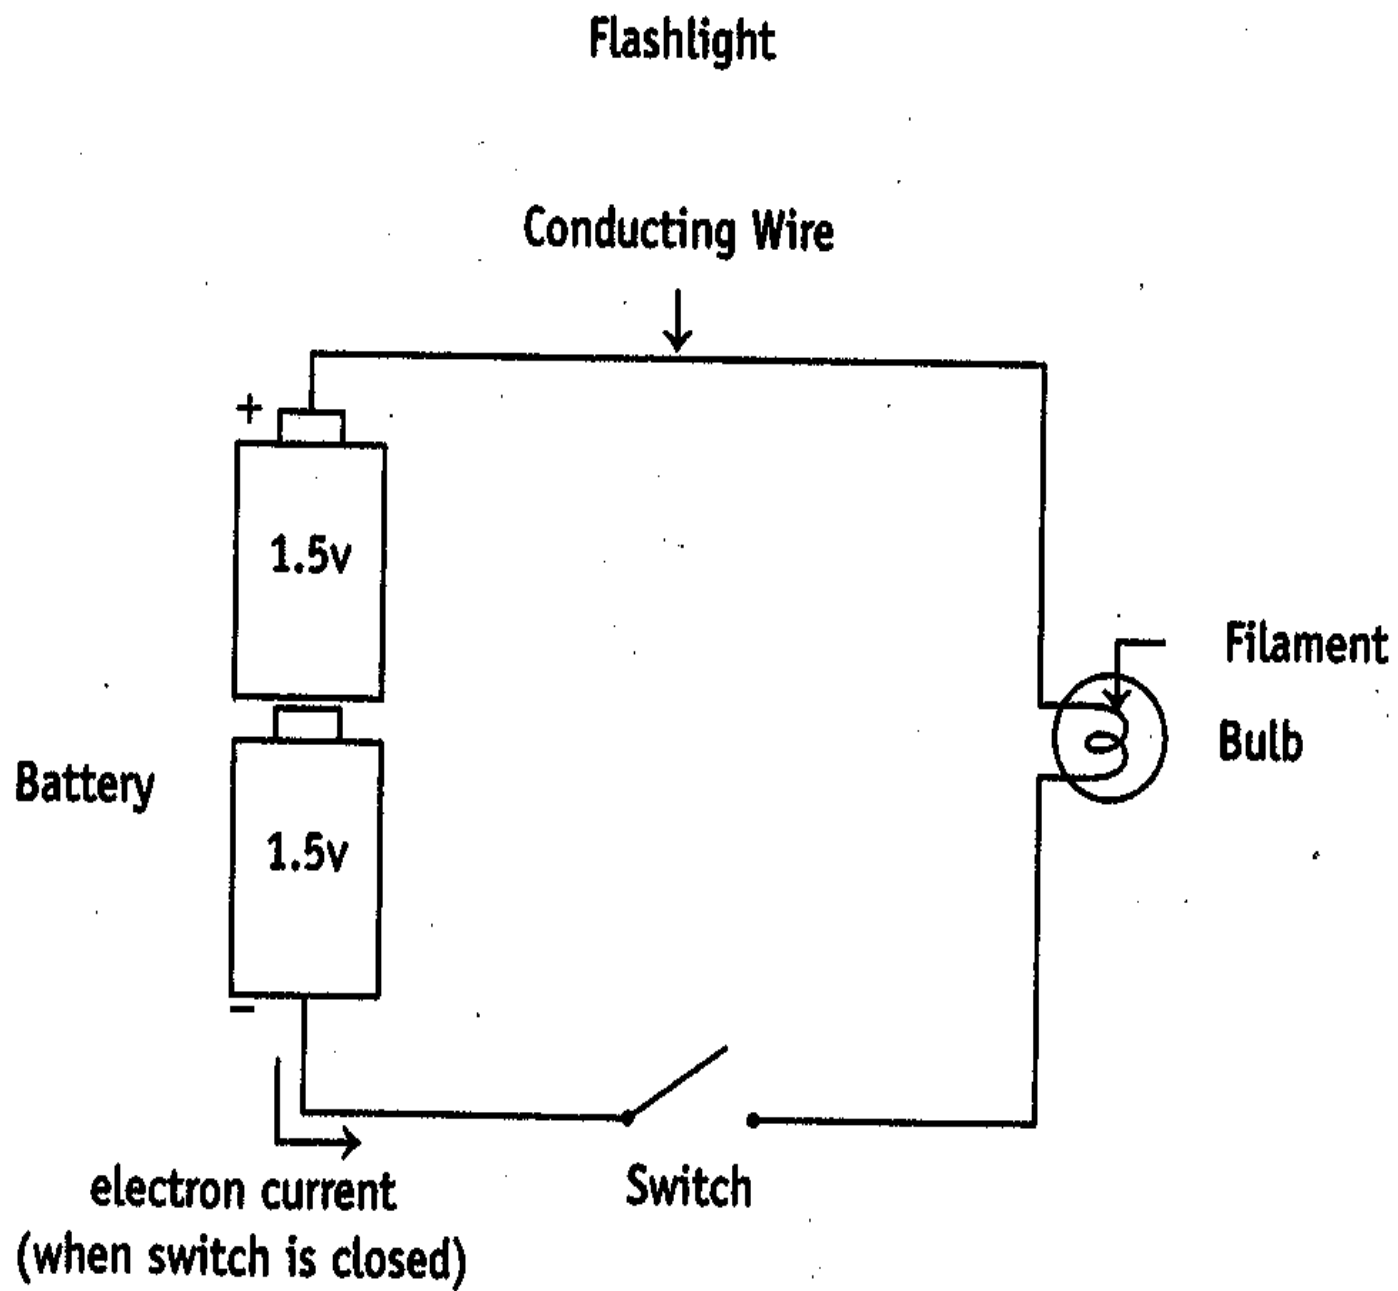 Flashlight
Conducting Wire
+
1.5v
Filament
Bulb
Battery
1.5v
–
electron current
(when switch is closed)
Switch